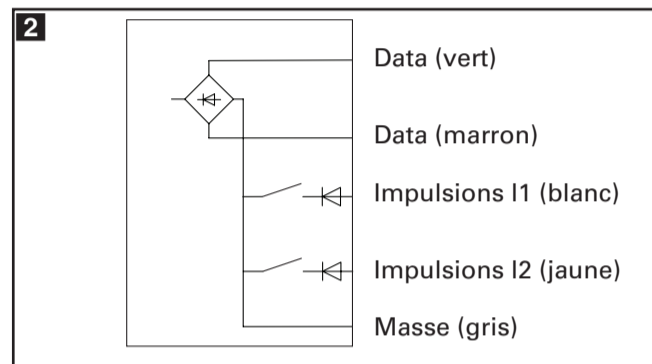 2
Data (vert)
Data (marron)
Impulsions I1 (blanc)
Impulsions I2 (jaune)
Masse (gris)